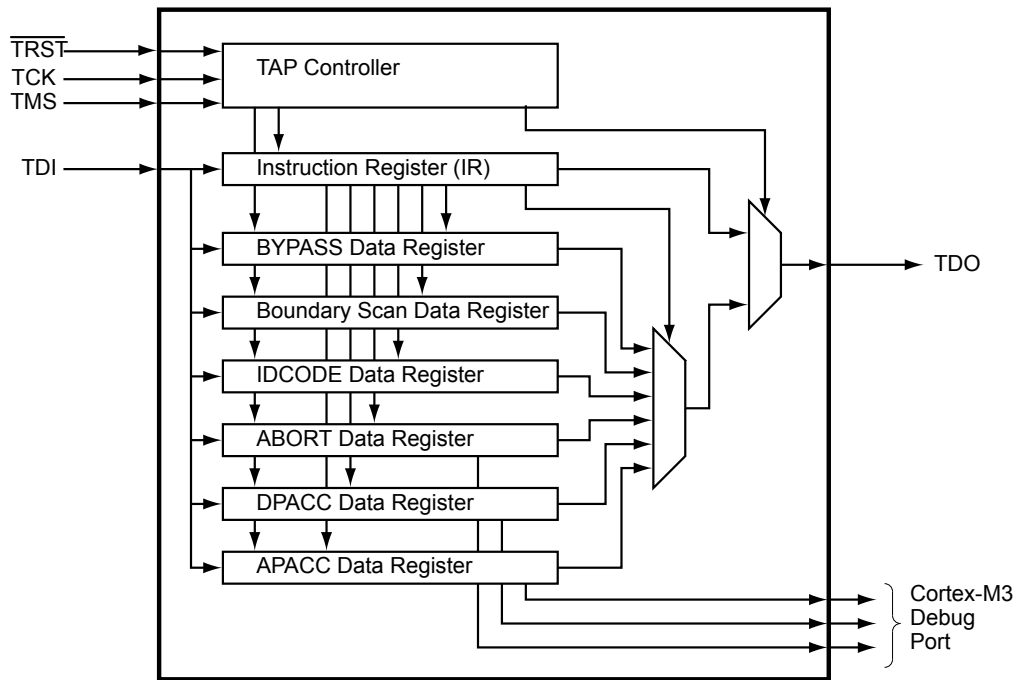 TRST
TCK
TMS
TDI
TAP Controller
Instruction Register (IR)
BYPASS Data Register
Boundary Scan Data Register
IDCODE Data Register
ABORT Data Register
DPACC Data Register
APACC Data Register
TDO
Cortex-M3
Debug
Port